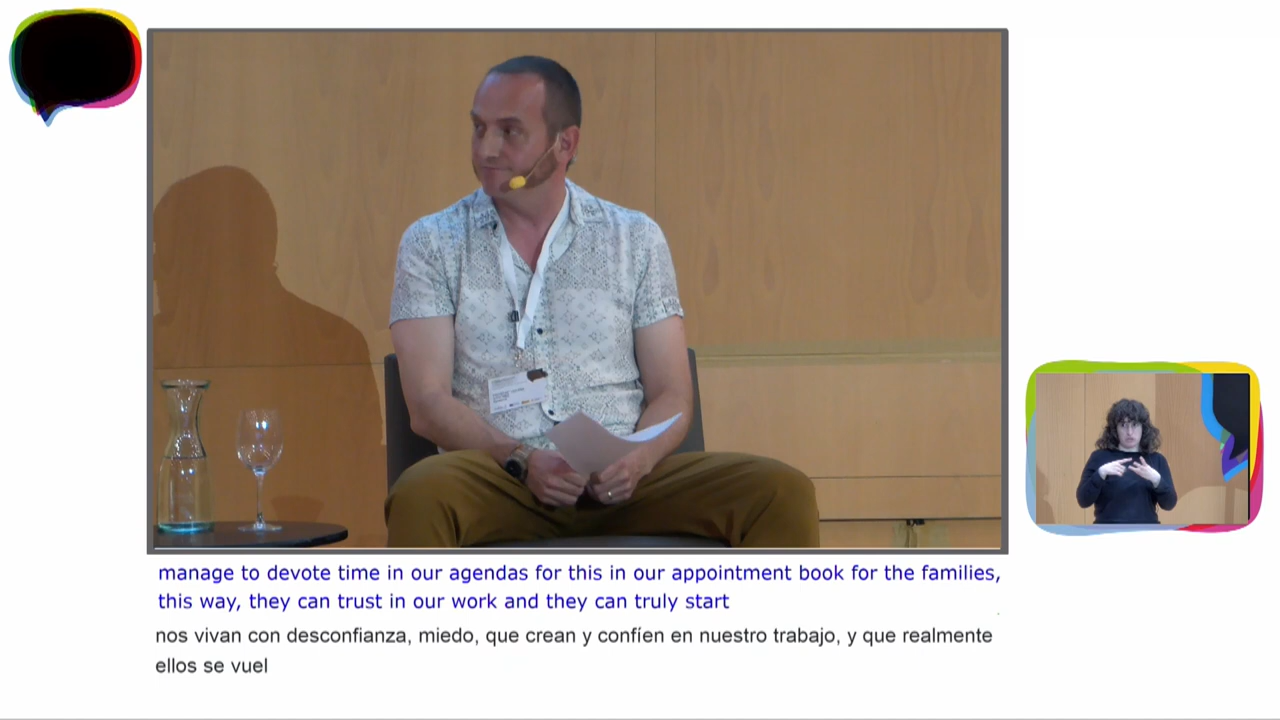 manage to devote time in our agendas for this in our appointment book for the families,
this way, they can trust in our work and they can truly start
nos vivan con desconfianza, miedo, que crean y confíen en nuestro trabajo, y que realmente
ellos se vuel